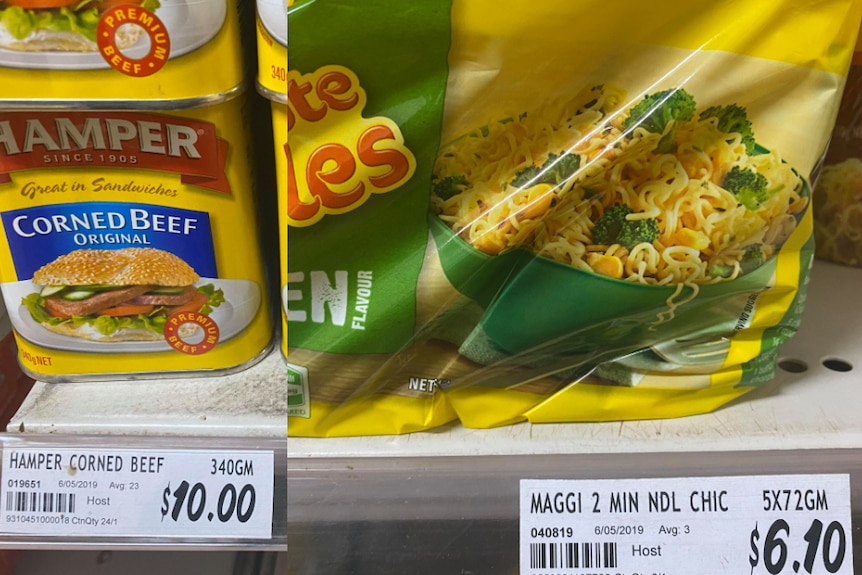 PREMIUM
BEEF
HAMPER®
SINCE 1905
Great in Sandwiches
CORNED BEEF
ORIGINAL
PREMIUM
BEEF
340g NET
340
HAMPER CORNED BEEF 340GM
019651 6/05/2019 Avg: 23
Host
$10.00
CtnQty 24/1
FLAVOUR
NET
MAGGI 2 MIN NDL CHIC 5X72GM
040819 6/05/2019 Avg: 3
Host
$6.10